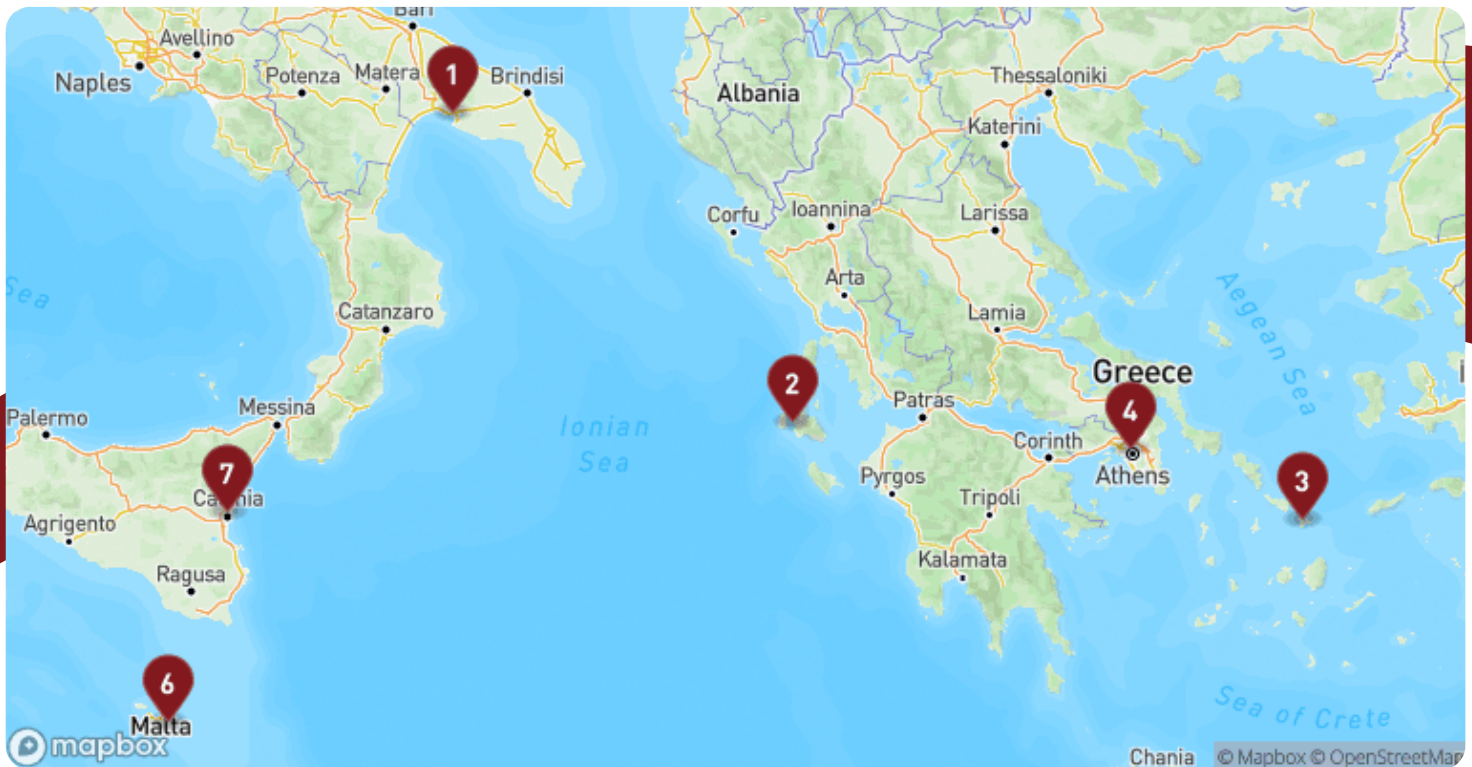 Bari
Avellino
Naples
Potenza
Matera
1
Brindisi
Albania
Thessaloniki
Katerini
Corfu
Ioannina
Larissa
Sea
Arta
Aegean Sea
Catanzaro
Lamia
Greece
2
Patras
4
Messina
Palermo
Ionian
Sea
Corinth
Athens
7
Catania
Pyrgos
Tripoli
3
Agrigento
Kalamata
Ragusa
6
Malta
Sea of Crete
mapbox
Chania
© Mapbox © OpenStreetMap